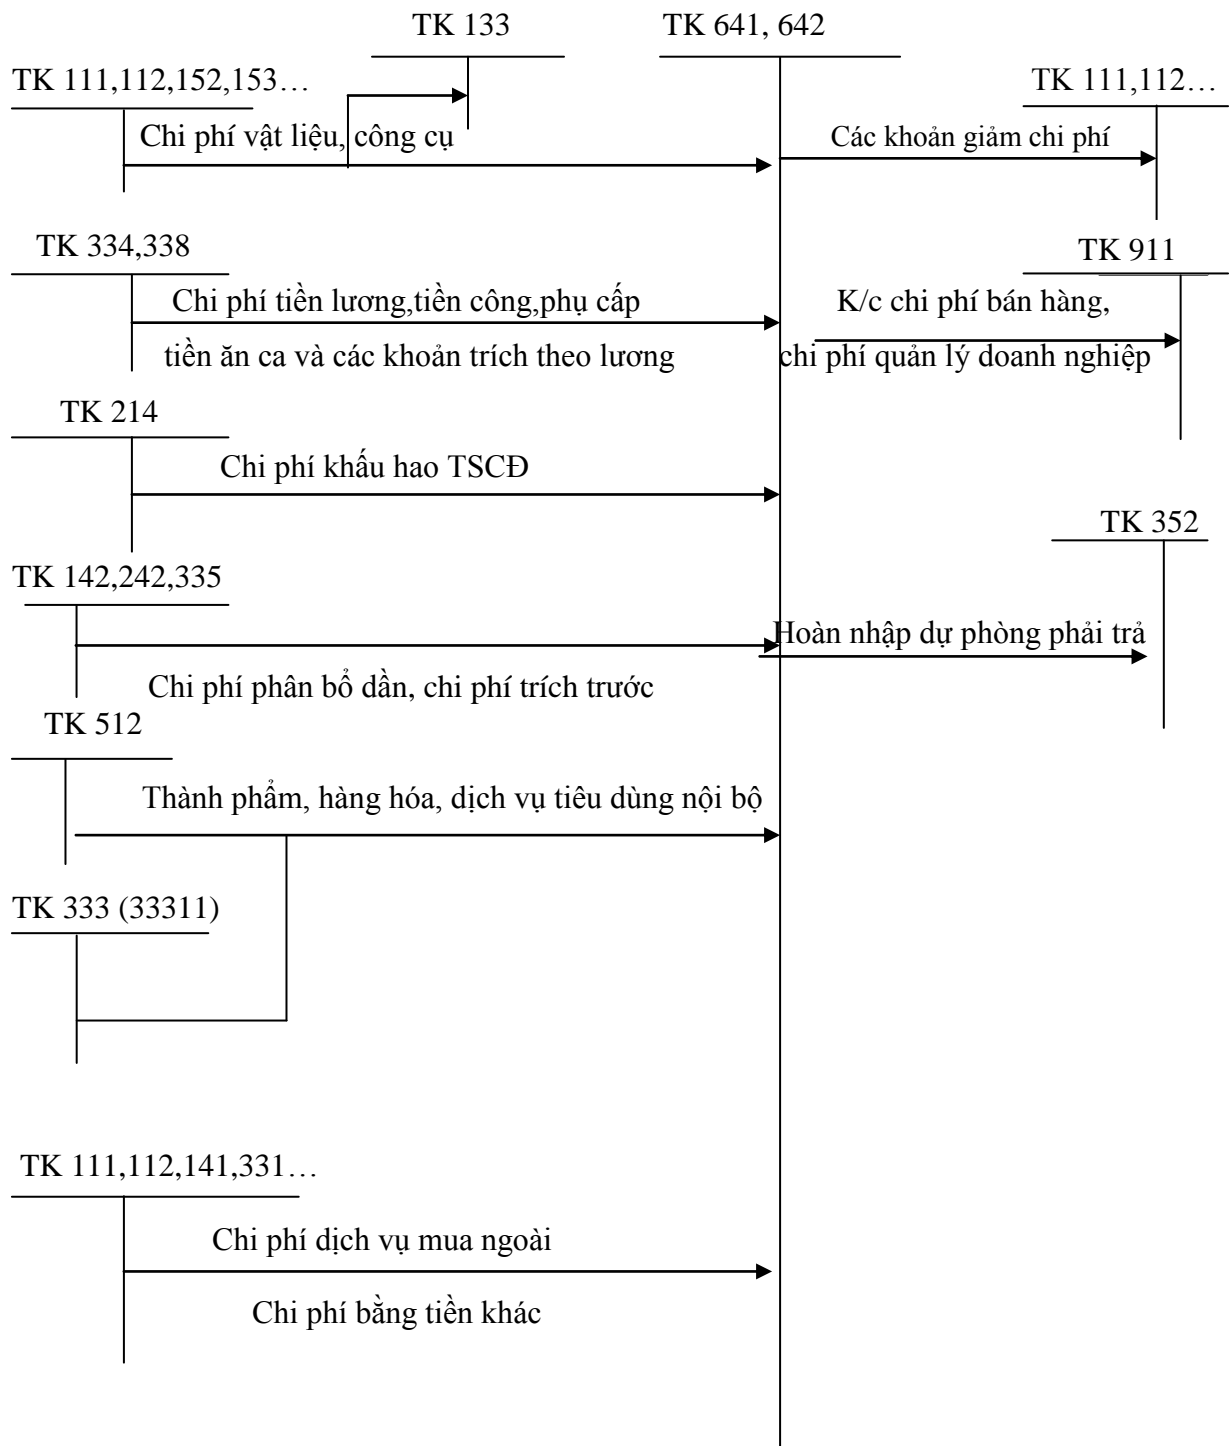 TK 133
TK 641, 642
TK 111,112,152,153…
TK 111,112…
Chi phí vật liệu, công cụ
Các khoản giảm chi phí
TK 334,338
TK 911
Chi phí tiền lương,tiền công,phụ cấp
K/c chi phí bán hàng,
tiền ăn ca và các khoản trích theo lương
chi phí quản lý doanh nghiệp
TK 214
Chi phí khấu hao TSCĐ
TK 352
TK 142,242,335
Hoàn nhập dự phòng phải trả
Chi phí phân bổ dần, chi phí trích trước
TK 512
Thành phẩm, hàng hóa, dịch vụ tiêu dùng nội bộ
TK 333 (33311)
TK 111,112,141,331…
Chi phí dịch vụ mua ngoài
Chi phí bằng tiền khác